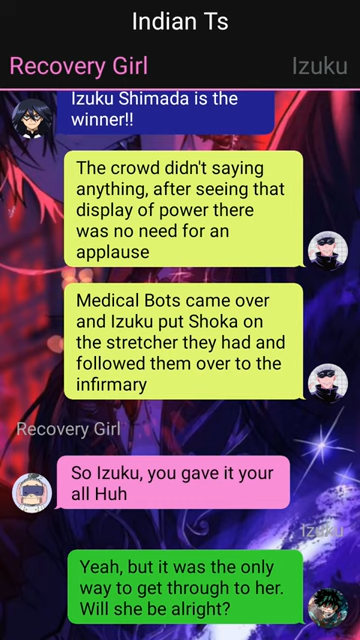 Indian Ts
Recovery Girl
Izuku
Izuku Shimada is the
winner!!
The crowd didn't saying
anything, after seeing that
display of power there
was no need for an
applause
Medical Bots came over
and Izuku put Shoka on
the stretcher they had and
followed them over to the
infirmary
Recovery Girl
So Izuku, you gave it your
all Huh
Izuku
Yeah, but it was the only
way to get through to her.
Will she be alright?